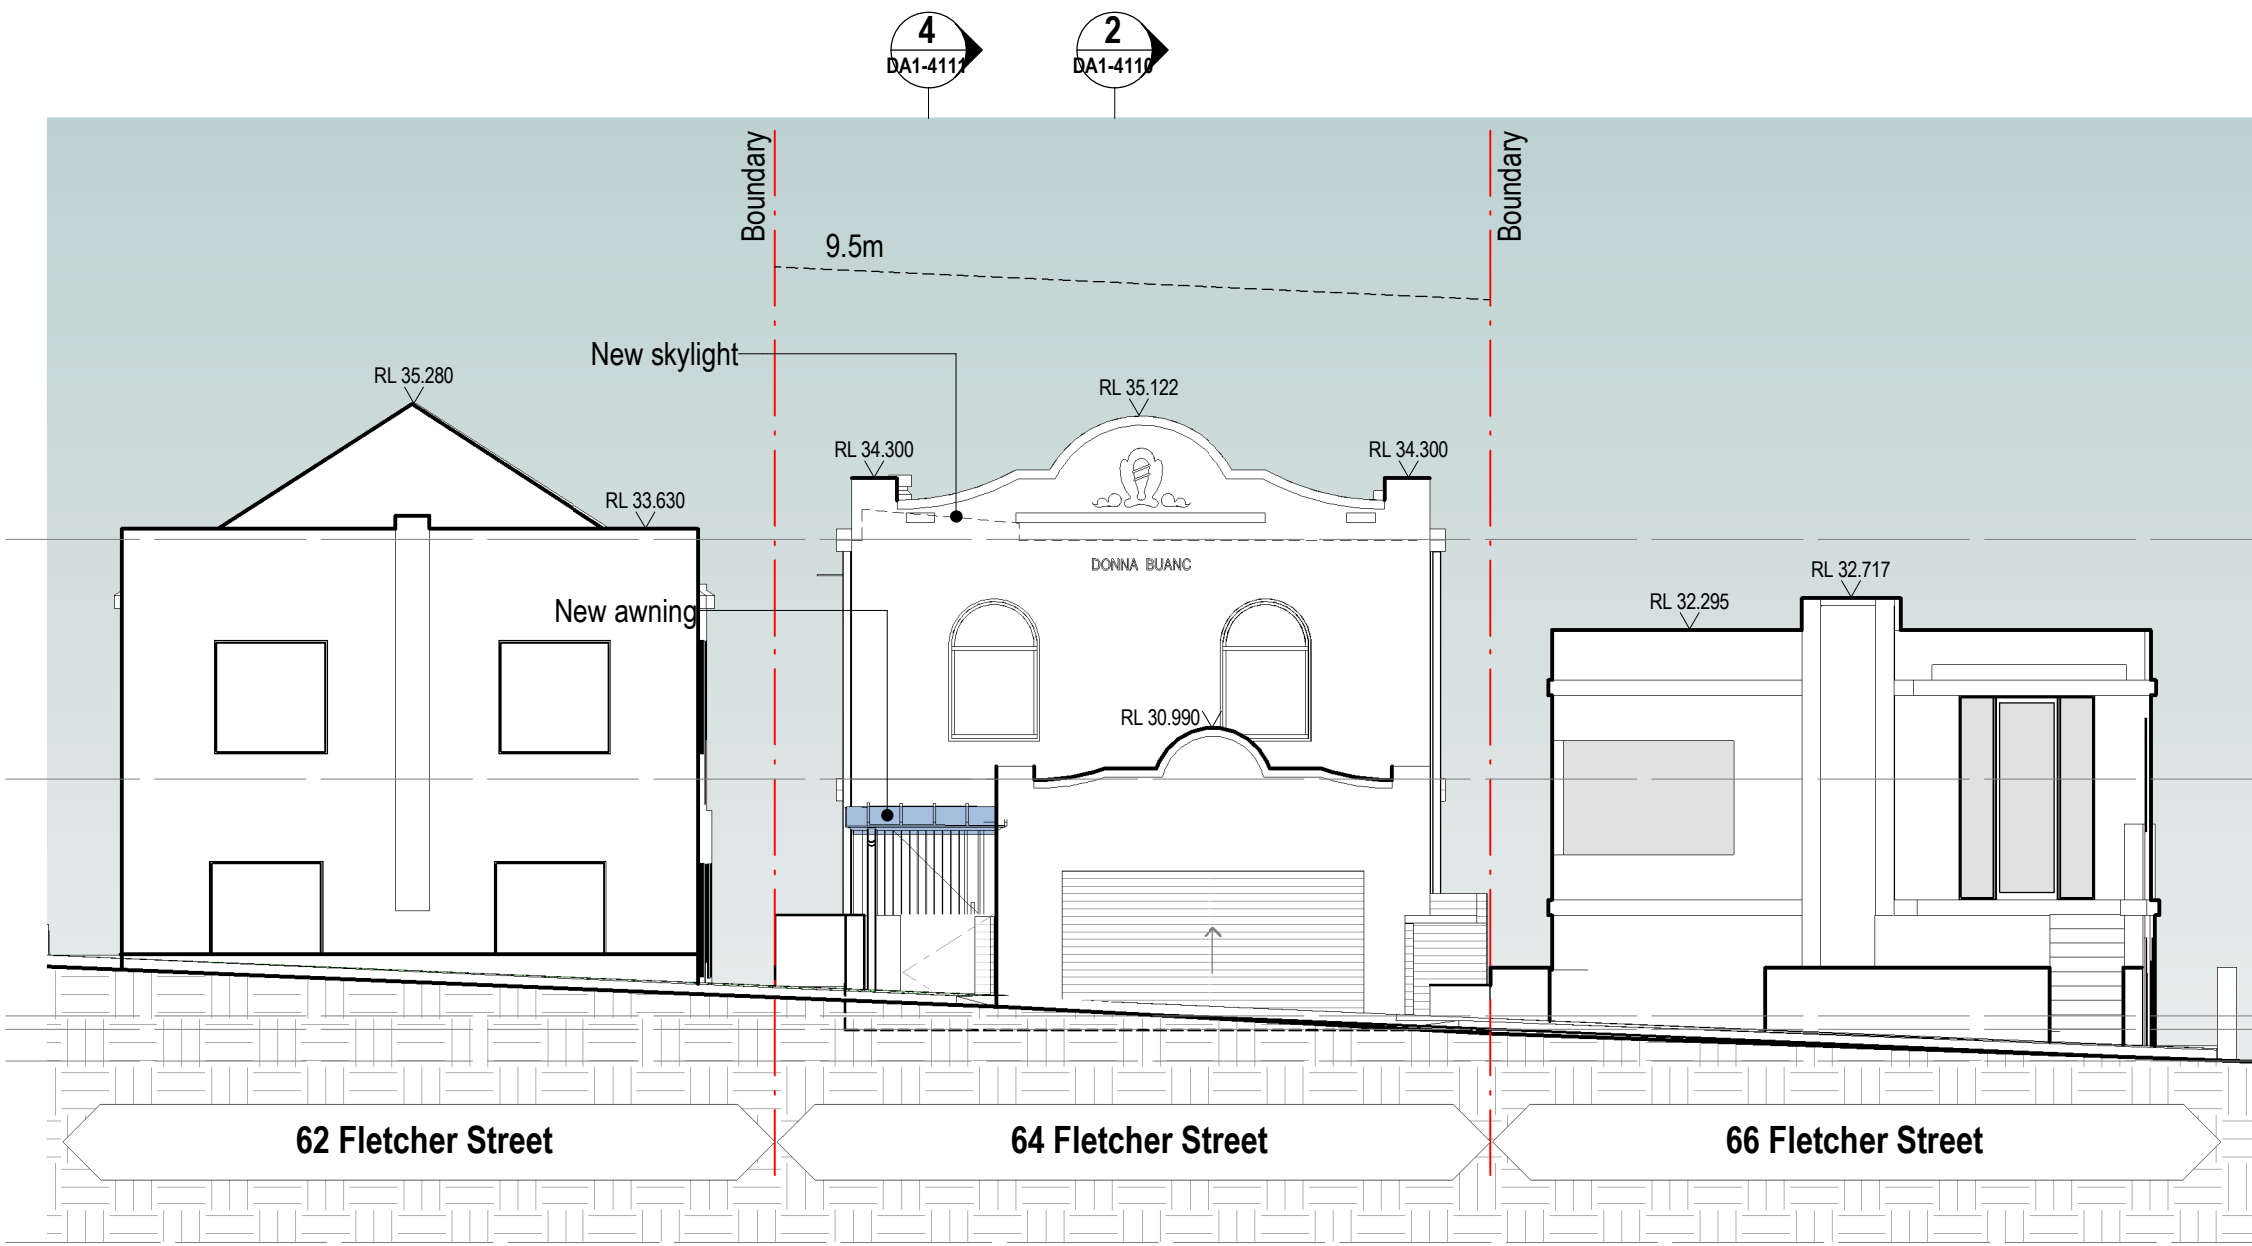 4
DA1-4111
2
DA1-4110
Boundary
Boundary
9.5m
New skylight
RL 35.280
RL 35.122
RL 34.300
RL 34.300
RL 33.630
DONNA BUANC
RL 32.717
RL 32.295
New awning
RL 30.990
62 Fletcher Street
64 Fletcher Street
66 Fletcher Street